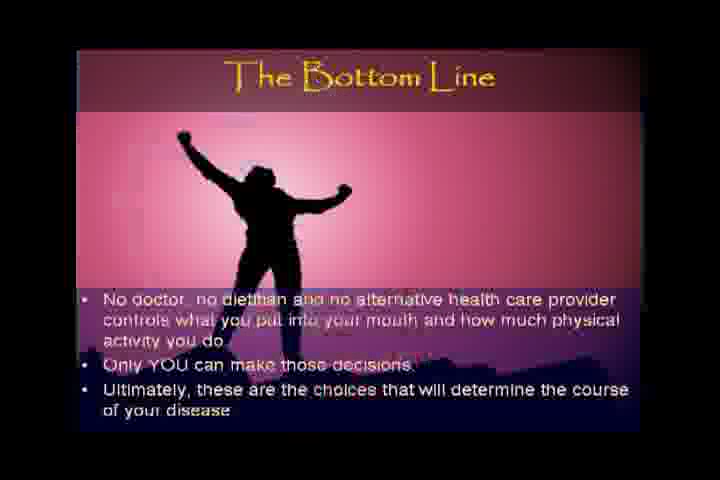 The Bottom Line
• No doctor, no dietitian and no alternative health care provider
controls what you put into your mouth and how much physical
activity you do.
• Only YOU can make those decisions.
• Ultimately, these are the choices that will determine the course
of your disease